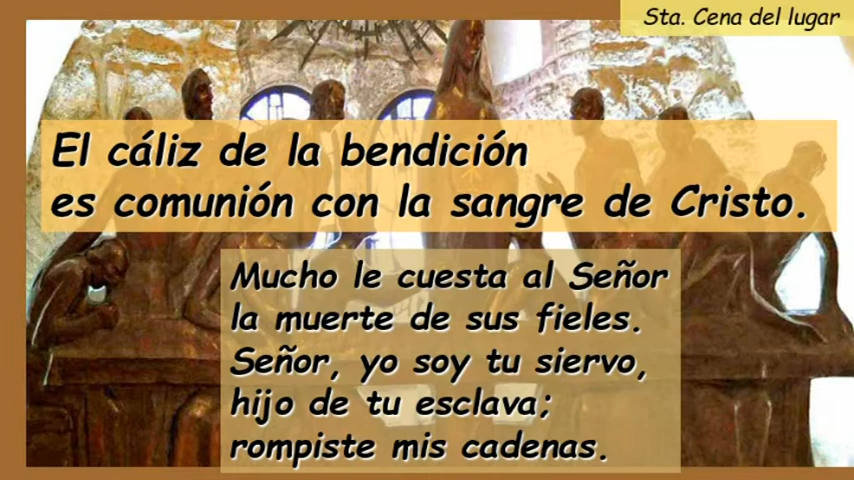 Sta. Cena del lugar
El cáliz de la bendición
es comunión con la sangre de Cristo.
Mucho le cuesta al Señor
la muerte de sus fieles.
Señor, yo soy tu siervo,
hijo de tu esclava;
rompiste mis cadenas.